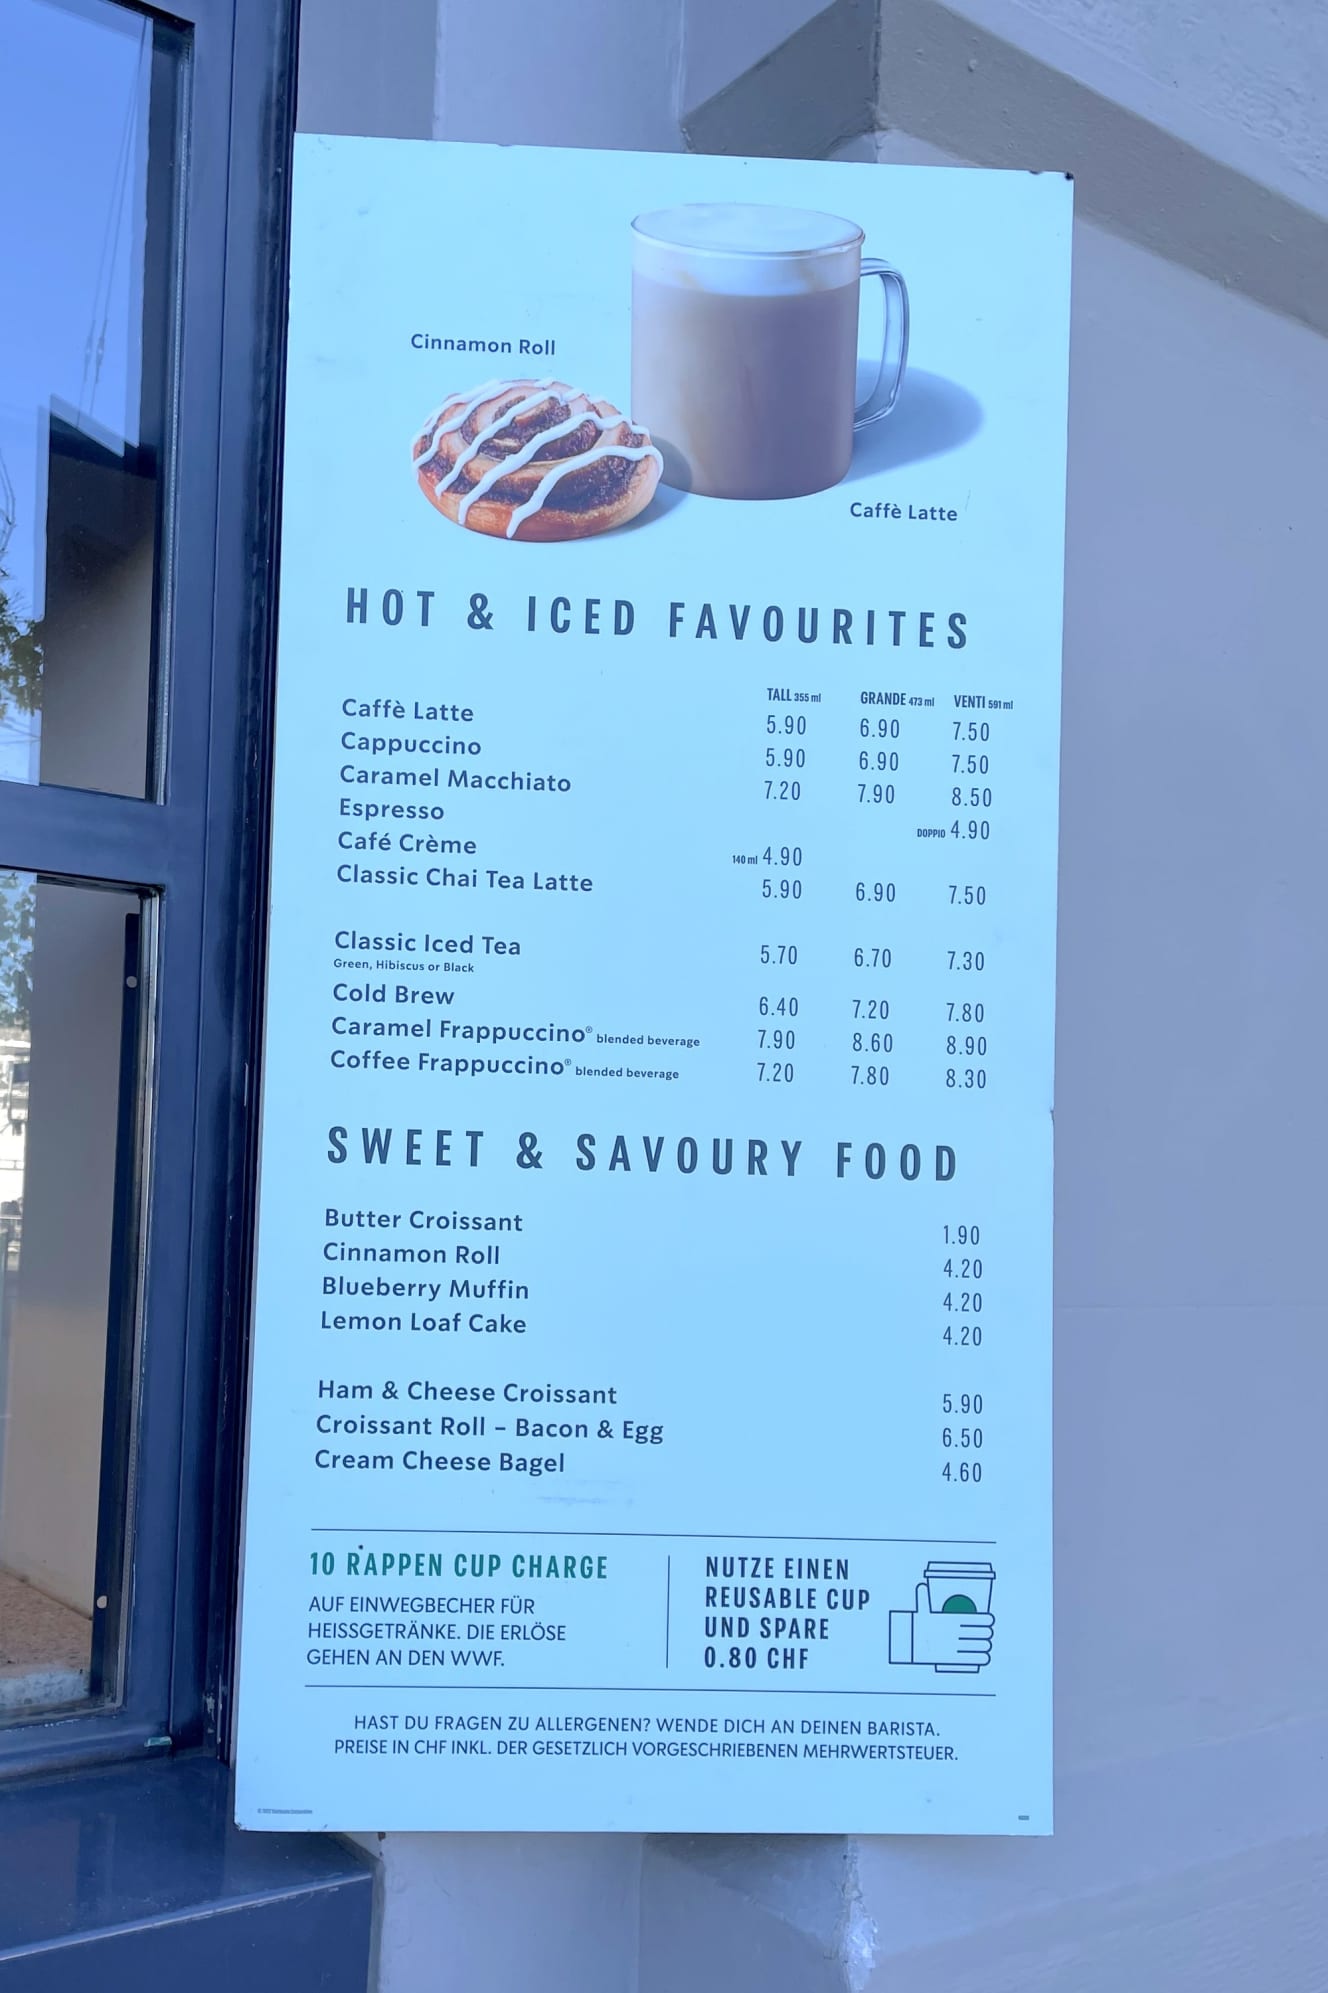 Cinnamon Roll
Caffè Latte
HOT & ICED FAVOURITES
TALL 355 ml GRANDE 473 ml VENTI 591 ml
Caffè Latte 5.90 6.90 7.50
Cappuccino 5.90 6.90 7.50
Caramel Macchiato 7.20 7.90 8.50
Espresso DOPPIO 4.90
Café Crème 140 ml 4.90
Classic Chai Tea Latte 5.90 6.90 7.50
Classic Iced Tea 5.70 6.70 7.30
Green, Hibiscus or Black
Cold Brew 6.40 7.20 7.80
Caramel Frappuccino® blended beverage 7.90 8.60 8.90
Coffee Frappuccino® blended beverage 7.20 7.80 8.30
SWEET & SAVOURY FOOD
Butter Croissant 1.90
Cinnamon Roll 4.20
Blueberry Muffin 4.20
Lemon Loaf Cake 4.20
Ham & Cheese Croissant 5.90
Croissant Roll – Bacon & Egg 6.50
Cream Cheese Bagel 4.60
10 RAPPEN CUP CHARGE
AUF EINWEGBECHER FÜR
HEISSGETRÄNKE. DIE ERLÖSE
GEHEN AN DEN WWF.
NUTZE EINEN
REUSABLE CUP
UND SPARE
0.80 CHF
HAST DU FRAGEN ZU ALLERGENEN? WENDE DICH AN DEINEN BARISTA.
PREISE IN CHF INKL. DER GESETZLICH VORGESCHRIEBENEN MEHRWERTSTEUER.